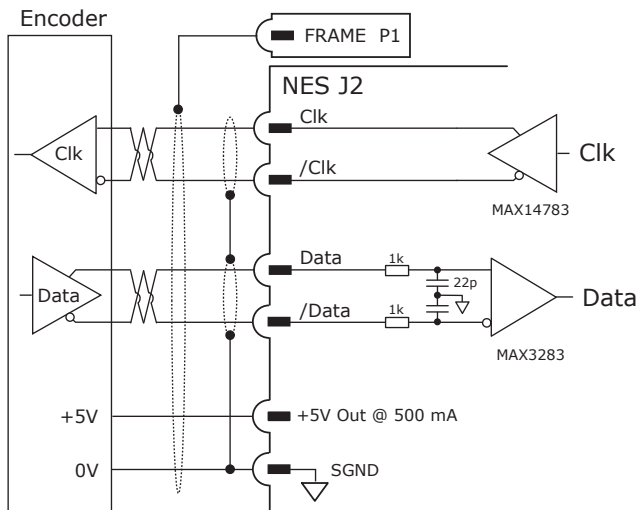 Encoder
FRAME P1
NES J2
Clk
Clk
Clk
/Clk
MAX14783
Data
Data
1k
22p
Data
/Data
1k
MAX3283
+5V
+5V Out @ 500 mA
0V
SGND